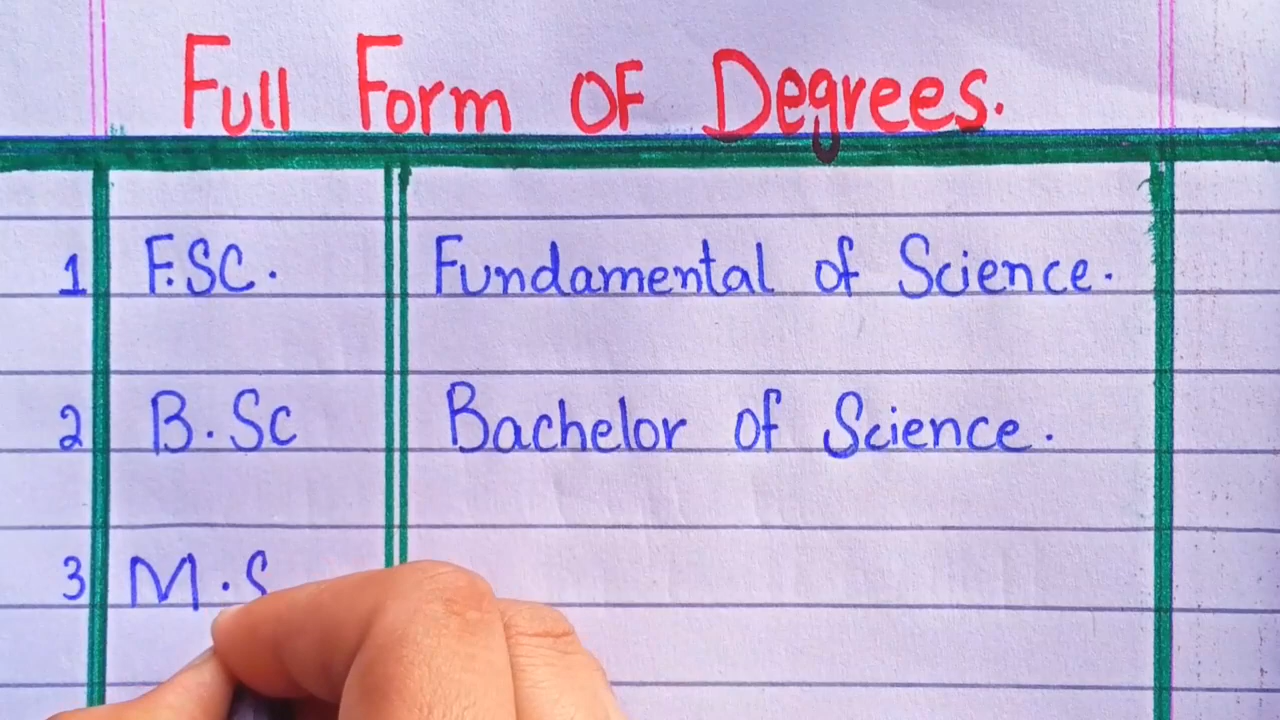 Full Form OF Degrees.
1 F.SC. Fundamental of Science.
2 B.Sc Bachelor of Science.
3 M.S